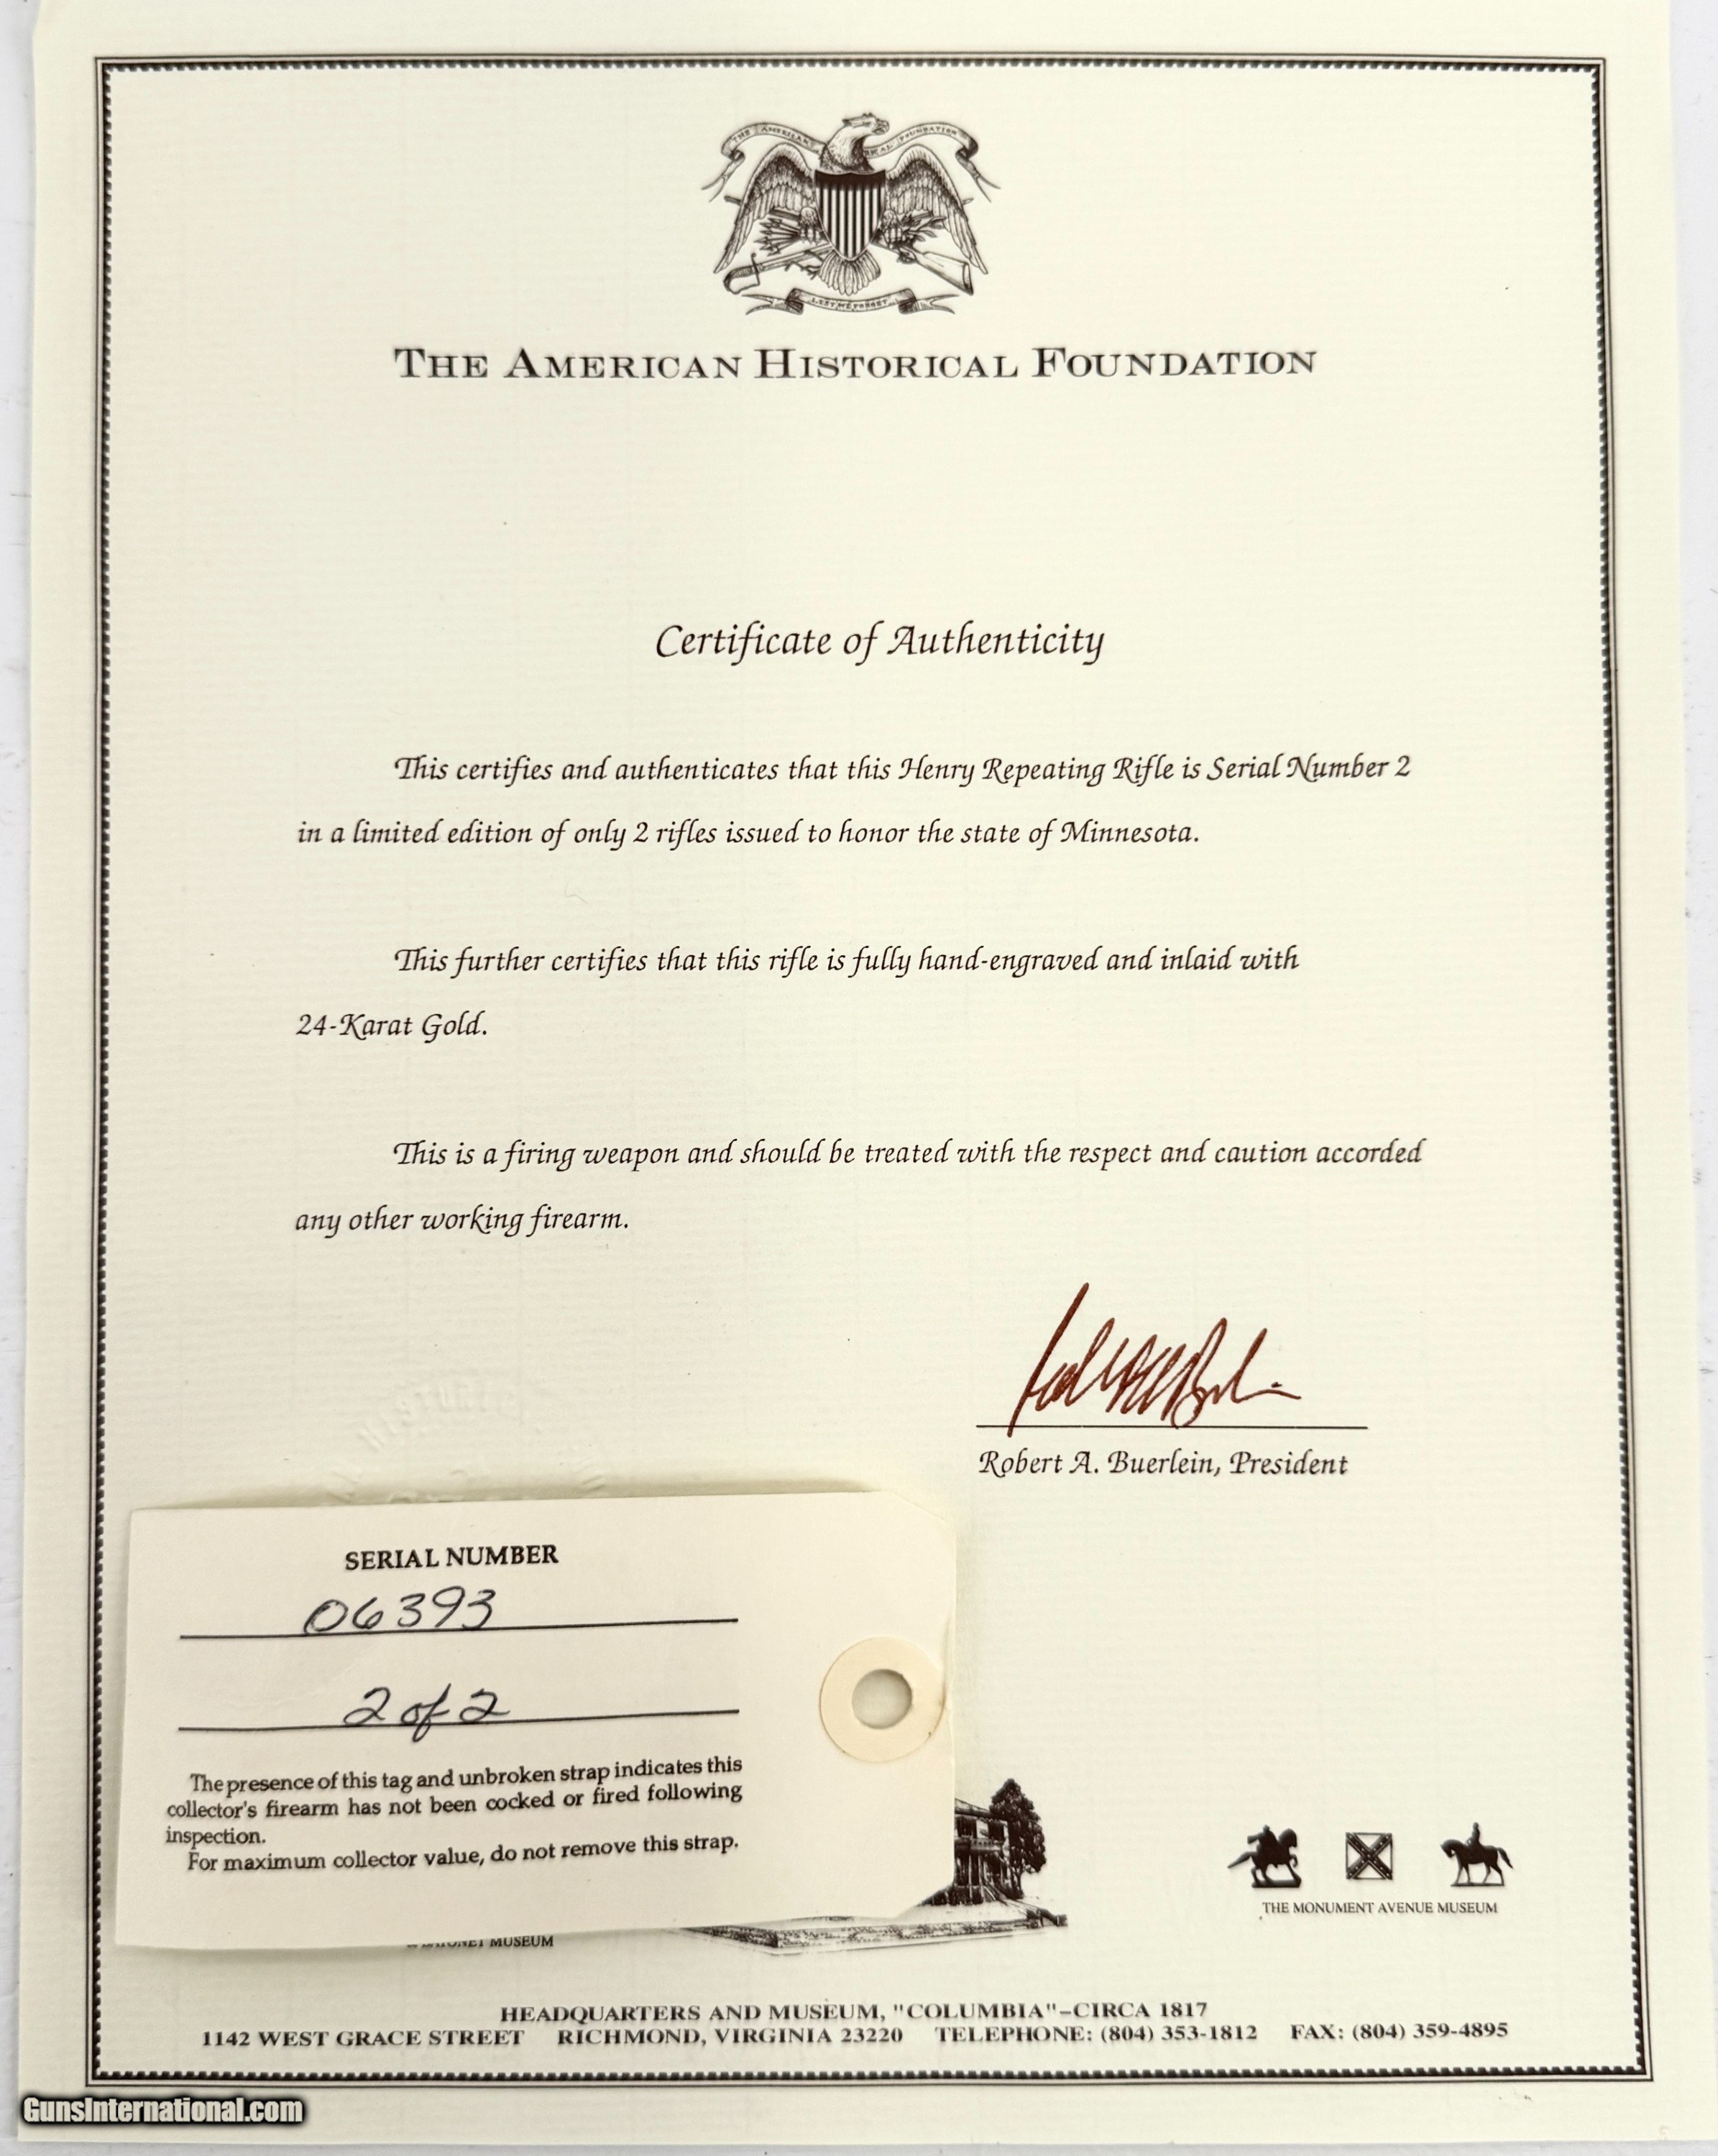 THE AMERICAN HISTORICAL FOUNDATION
LEST WE FORGET
THE AMERICAN HISTORICAL FOUNDATION
Certificate of Authenticity
This certifies and authenticates that this Henry Repeating Rifle is Serial Number 2
in a limited edition of only 2 rifles issued to honor the state of Minnesota.
This further certifies that this rifle is fully hand-engraved and inlaid with
24-Karat Gold.
This is a firing weapon and should be treated with the respect and caution accorded
any other working firearm.
Robert A. Buerlein, President
SERIAL NUMBER
06393
2 of 2
The presence of this tag and unbroken strap indicates this
collector's firearm has not been cocked or fired following
inspection.
For maximum collector value, do not remove this strap.
MUSEUM
THE MONUMENT AVENUE MUSEUM
HEADQUARTERS AND MUSEUM, "COLUMBIA"–CIRCA 1817
1142 WEST GRACE STREET RICHMOND, VIRGINIA 23220 TELEPHONE: (804) 353-1812 FAX: (804) 359-4895
GunsInternational.com